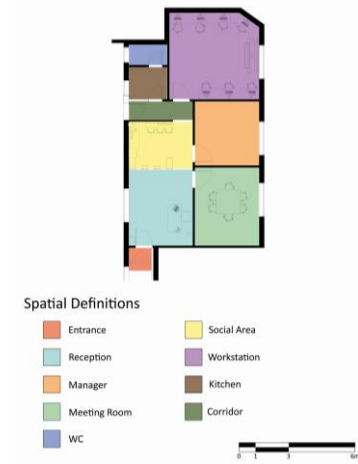 Spatial Definitions
Entrance
Social Area
Reception
Workstation
Manager
Kitchen
Meeting Room
Corridor
WC
0 1 3 6m